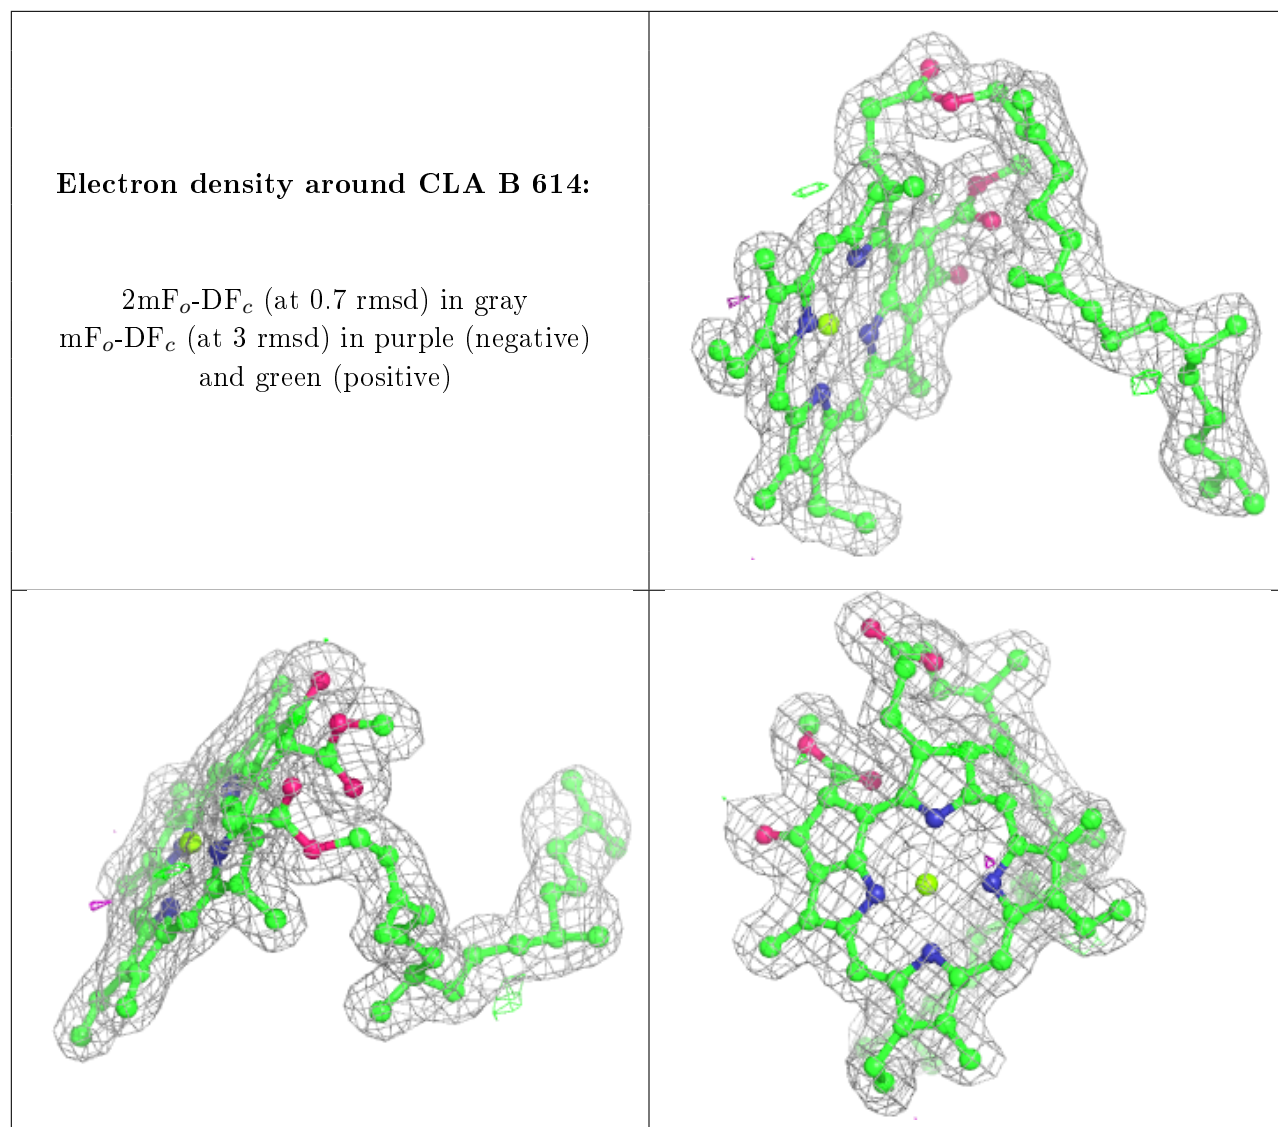 Electron density around CLA B 614:
2mFo-DFc (at 0.7 rmsd) in gray
mFo-DFc (at 3 rmsd) in purple (negative)
and green (positive)